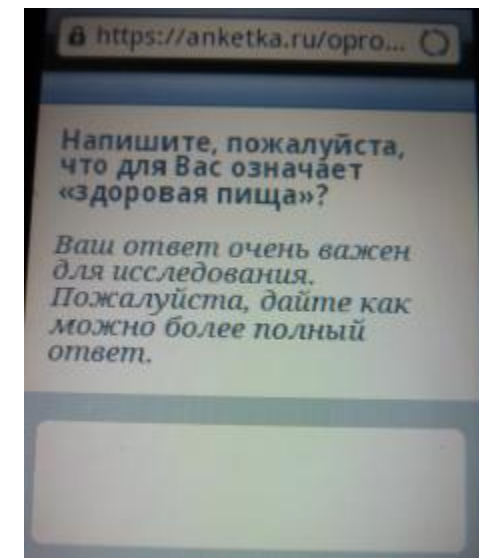 https://anketka.ru/opro...
Напишите, пожалуйста,
что для Вас означает
«здоровая пища»?
Ваш ответ очень важен
для исследования.
Пожалуйста, дайте как
можно более полный
ответ.